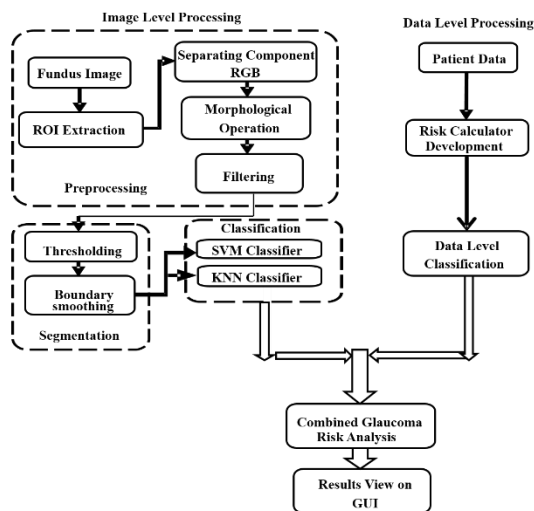 Image Level Processing
Fundus Image
ROI Extraction
Separating Component
RGB
Morphological
Operation
Filtering
Preprocessing
Thresholding
Boundary
smoothing
Segmentation
Classification
SVM Classifier
KNN Classifier
Data Level Processing
Patient Data
Risk Calculator
Development
Data Level
Classification
Combined Glaucoma
Risk Analysis
Results View on
GUI